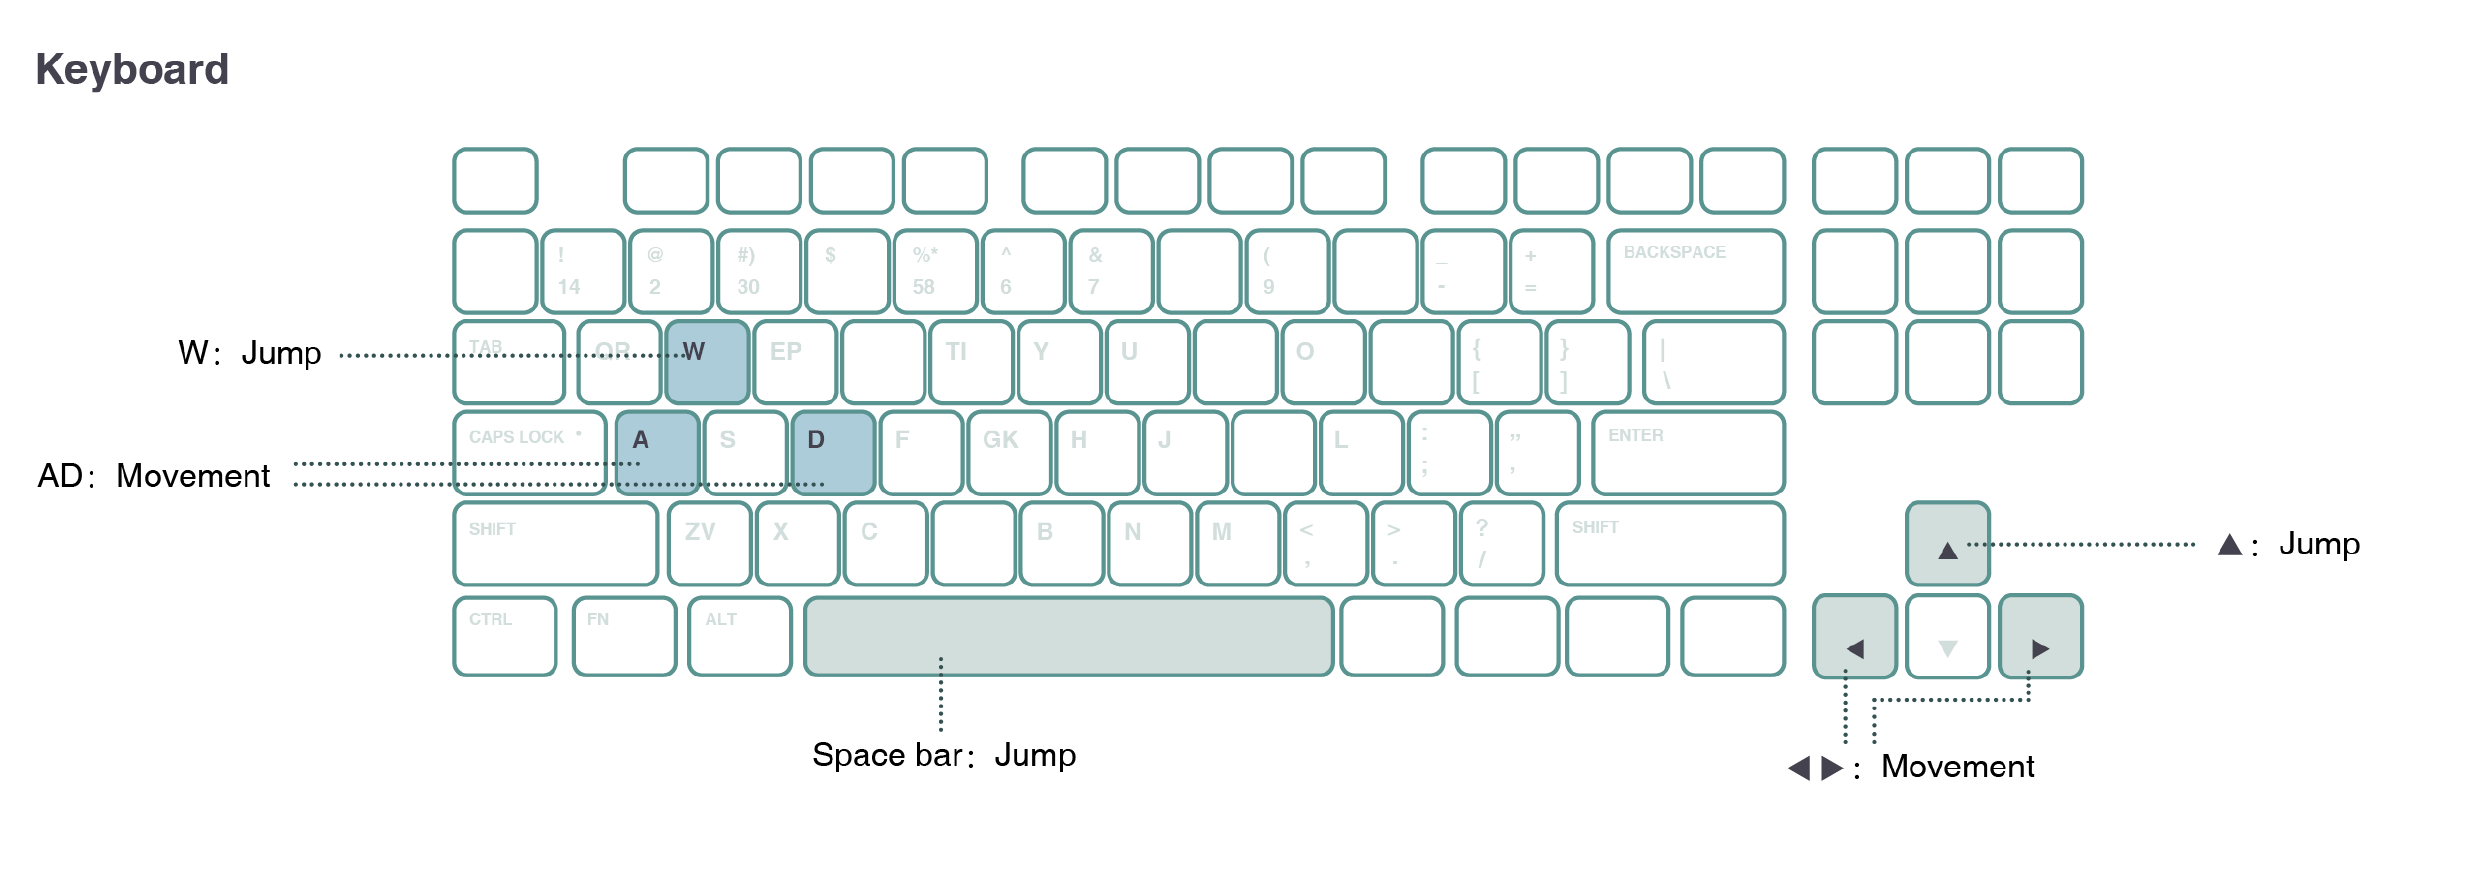 Keyboard
! @ #) $ %* ^ & ( _ + BACKSPACE
14 2 30 58 6 7 9 - =
W: Jump
TAB QR W EP TI Y U O { } |
[ ] \
CAPS LOCK • A S D F GK H J L : ” ENTER
; ,
AD: Movement
SHIFT ZV X C B N M < > ? SHIFT
, . /
▲ ▲: Jump
CTRL FN ALT ◀ ▼ ▶
Space bar: Jump
◀▶: Movement